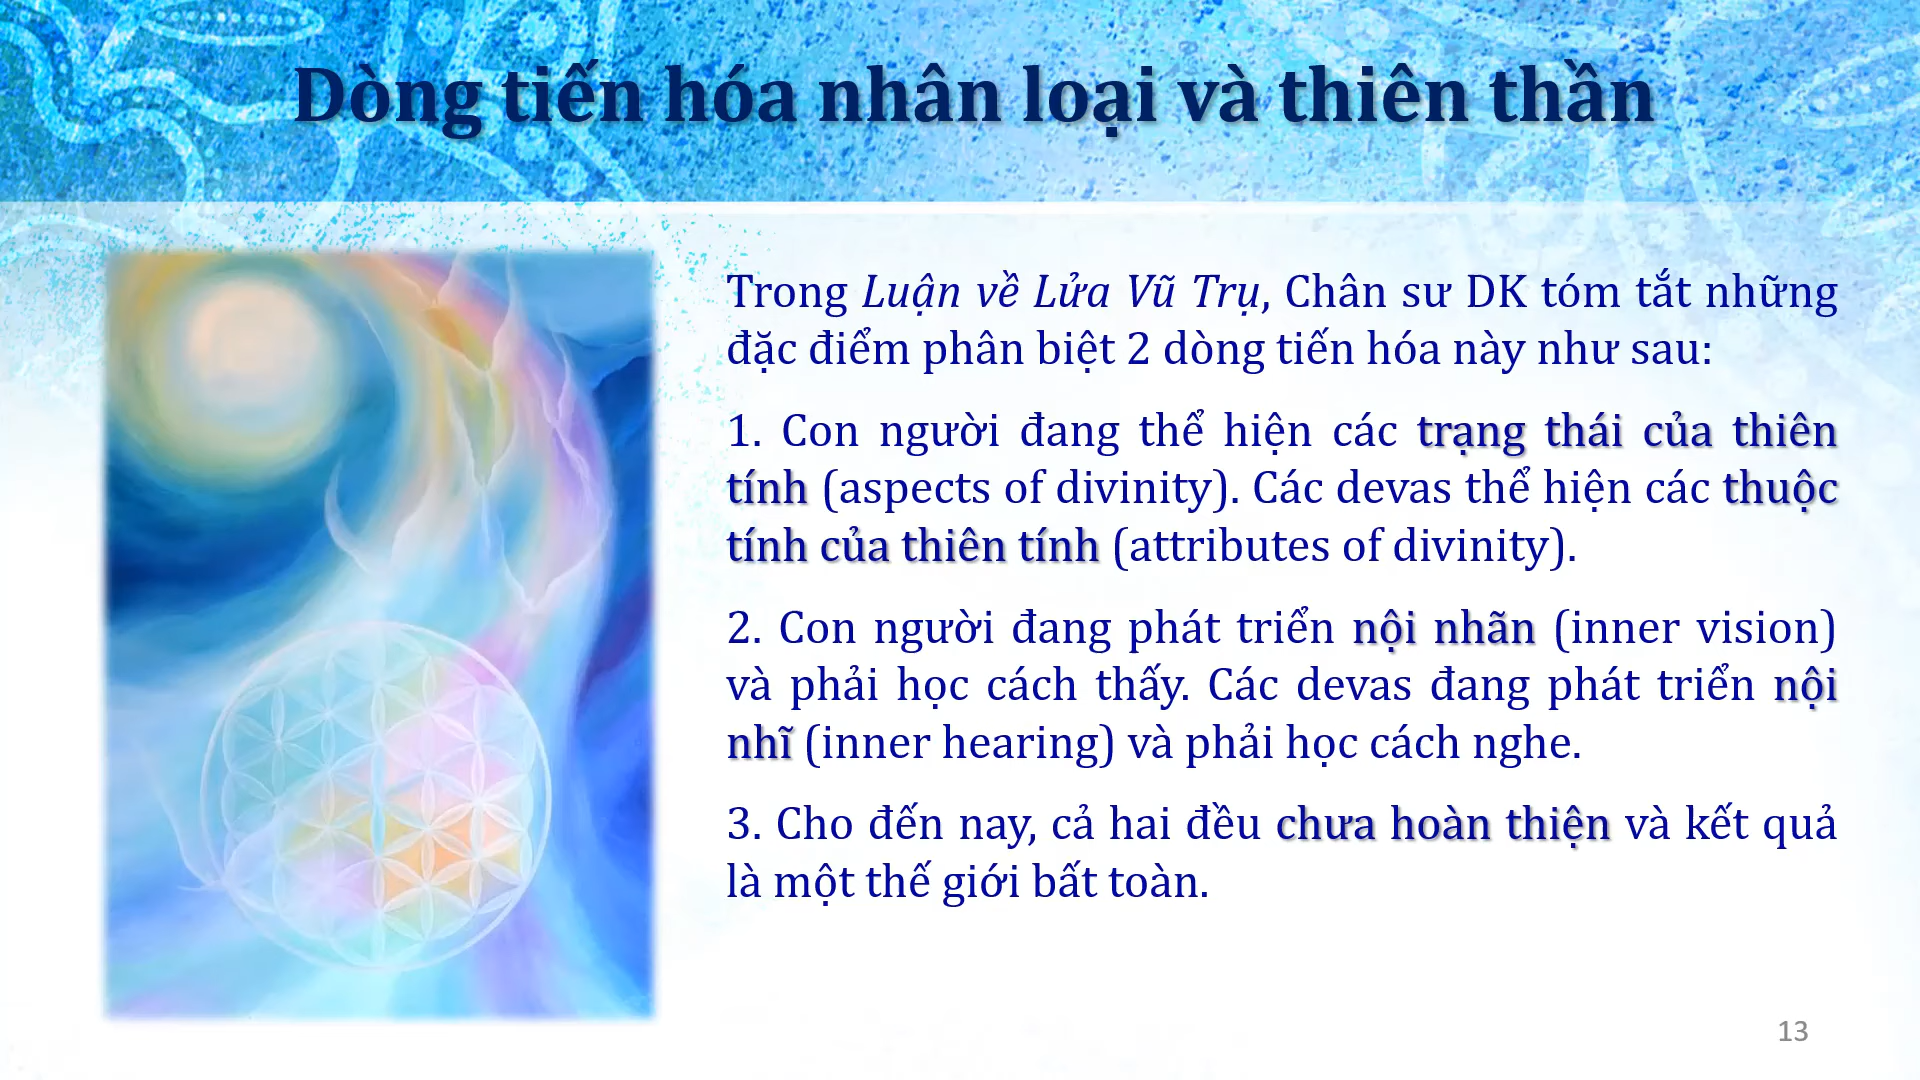 Dòng tiến hóa nhân loại và thiên thần
Trong Luận về Lửa Vũ Trụ, Chân sư DK tóm tắt những
đặc điểm phân biệt 2 dòng tiến hóa này như sau:
1. Con người đang thể hiện các trạng thái của thiên
tính (aspects of divinity). Các devas thể hiện các thuộc
tính của thiên tính (attributes of divinity).
2. Con người đang phát triển nội nhãn (inner vision)
và phải học cách thấy. Các devas đang phát triển nội
nhĩ (inner hearing) và phải học cách nghe.
3. Cho đến nay, cả hai đều chưa hoàn thiện và kết quả
là một thế giới bất toàn.
13